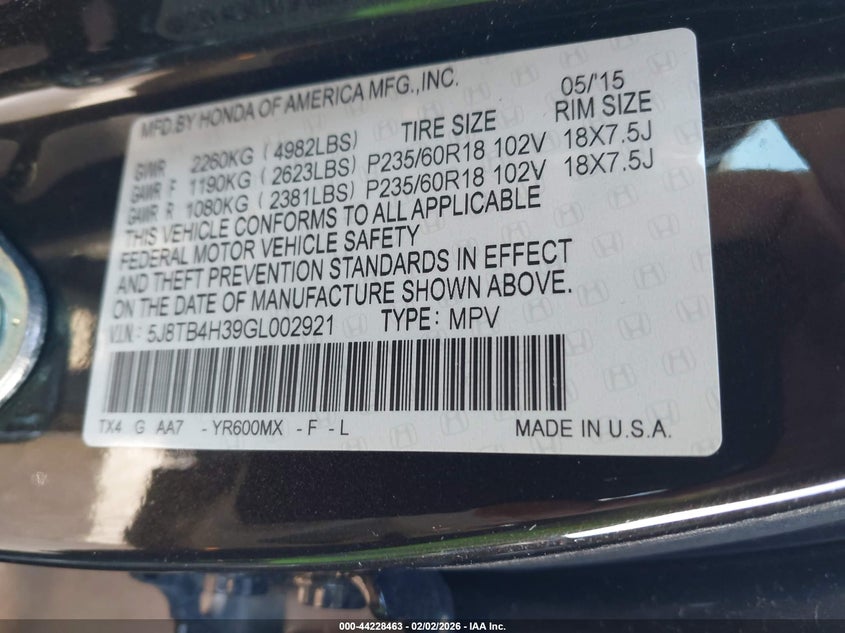 MFD.BY HONDA OF AMERICA MFG.,INC. 05/'15
TIRE SIZE RIM SIZE
GVWR 2260KG ( 4982LBS)
GAWR F 1190KG ( 2623LBS) P235/60R18 102V 18X7.5J
GAWR R 1080KG ( 2381LBS) P235/60R18 102V 18X7.5J
THIS VEHICLE CONFORMS TO ALL APPLICABLE
FEDERAL MOTOR VEHICLE SAFETY
AND THEFT PREVENTION STANDARDS IN EFFECT
ON THE DATE OF MANUFACTURE SHOWN ABOVE.
V.I.N.: 5J8TB4H39GL002921 TYPE: MPV
TX4 G AA7 -YR600MX -F -L MADE IN U.S.A.
000-44228463 — 02/02/2026 — IAA Inc.